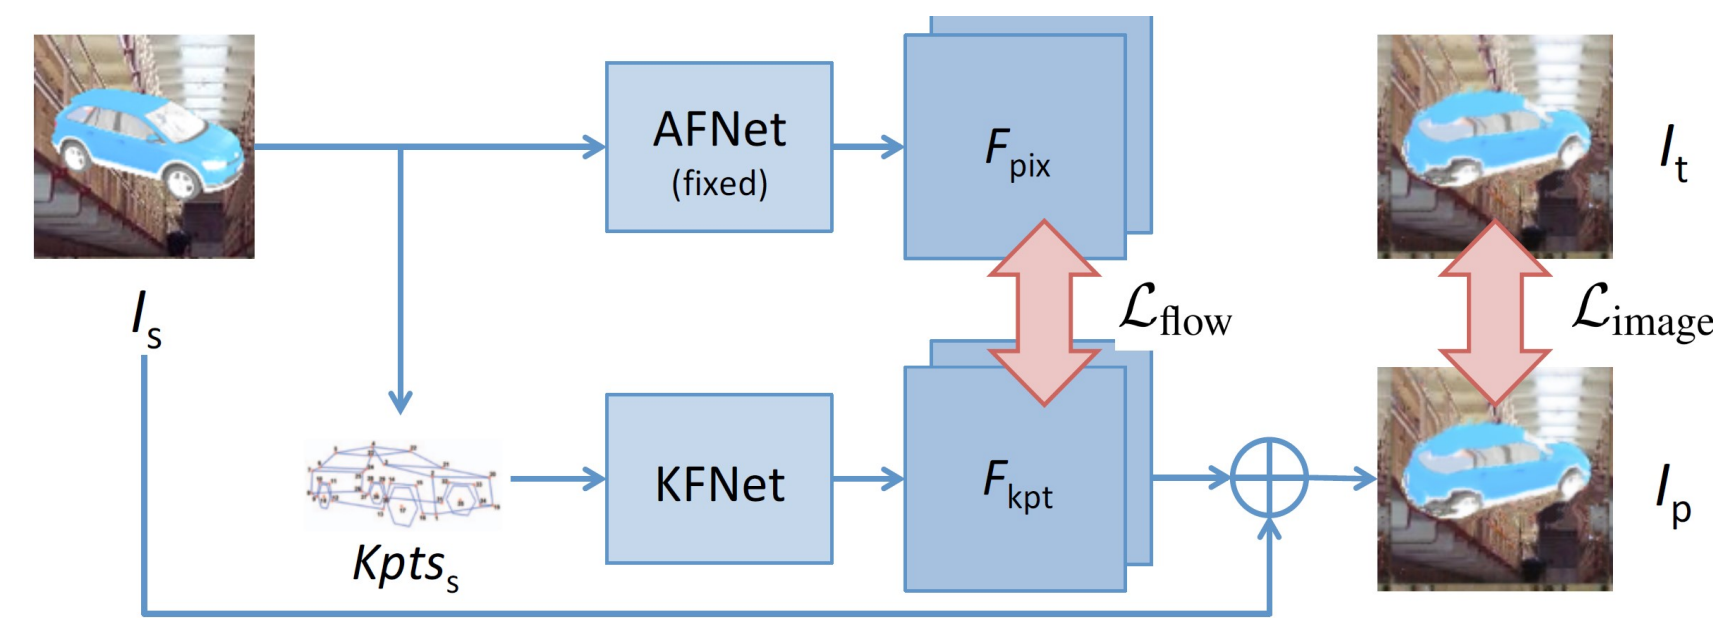 AFNet
(fixed)
F_pix
I_t
I_s
ℒ_flow
ℒ_image
KFNet
F_kpt
I_p
Kpts_s